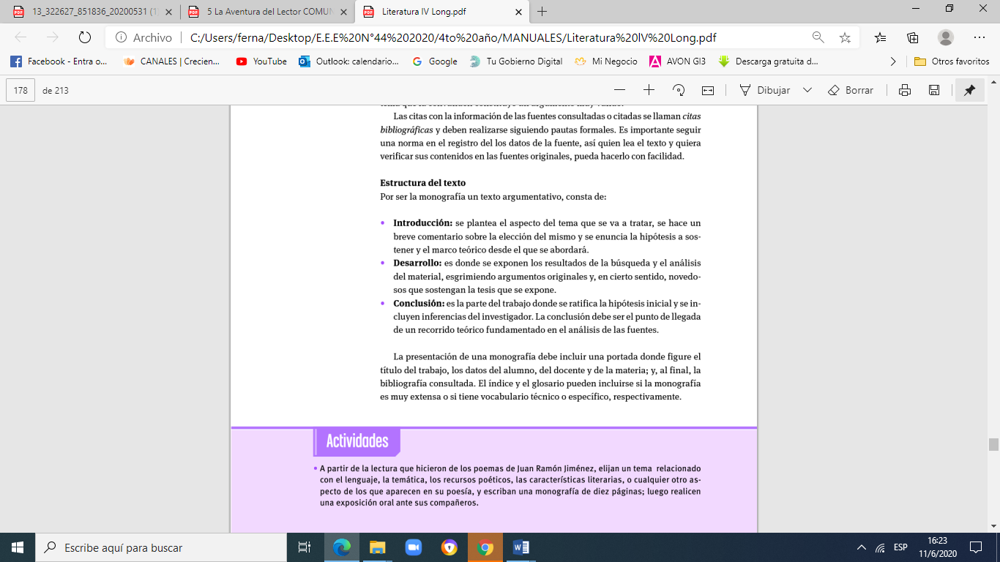 13_322627_851836_20200531 (1)
5 La Aventura del Lector COMUN
Literatura IV Long.pdf
Archivo
C:/Users/ferna/Desktop/E.E.E%20N°44%202020/4to%20año/MANUALES/Literatura%20lV%20Long.pdf
Facebook - Entra o...
CANALES | Crecien...
YouTube
Outlook: calendario...
Google
Tu Gobierno Digital
Mi Negocio
AVON GI3
Descarga gratuita d...
Otros favoritos
178
de 213
Dibujar
Borrar
Las citas con la información de las fuentes consultadas o citadas se llaman citas
bibliográficas y deben realizarse siguiendo pautas formales. Es importante seguir
una norma en el registro del los datos de la fuente, así quien lea el texto y quiera
verificar sus contenidos en las fuentes originales, pueda hacerlo con facilidad.
Estructura del texto
Por ser la monografía un texto argumentativo, consta de:
• Introducción: se plantea el aspecto del tema que se va a tratar, se hace un
breve comentario sobre la elección del mismo y se enuncia la hipótesis a sos-
tener y el marco teórico desde el que se abordará.
• Desarrollo: es donde se exponen los resultados de la búsqueda y el análisis
del material, esgrimiendo argumentos originales y, en cierto sentido, novedo-
sos que sostengan la tesis que se expone.
• Conclusión: es la parte del trabajo donde se ratifica la hipótesis inicial y se in-
cluyen inferencias del investigador. La conclusión debe ser el punto de llegada
de un recorrido teórico fundamentado en el análisis de las fuentes.
La presentación de una monografía debe incluir una portada donde figure el
título del trabajo, los datos del alumno, del docente y de la materia; y, al final, la
bibliografía consultada. El índice y el glosario pueden incluirse si la monografía
es muy extensa o si tiene vocabulario técnico o específico, respectivamente.
Actividades
• A partir de la lectura que hicieron de los poemas de Juan Ramón Jiménez, elijan un tema relacionado
con el lenguaje, la temática, los recursos poéticos, las características literarias, o cualquier otro as-
pecto de los que aparecen en su poesía, y escriban una monografía de diez páginas; luego realicen
una exposición oral ante sus compañeros.
Escribe aquí para buscar
ESP
16:23
11/6/2020